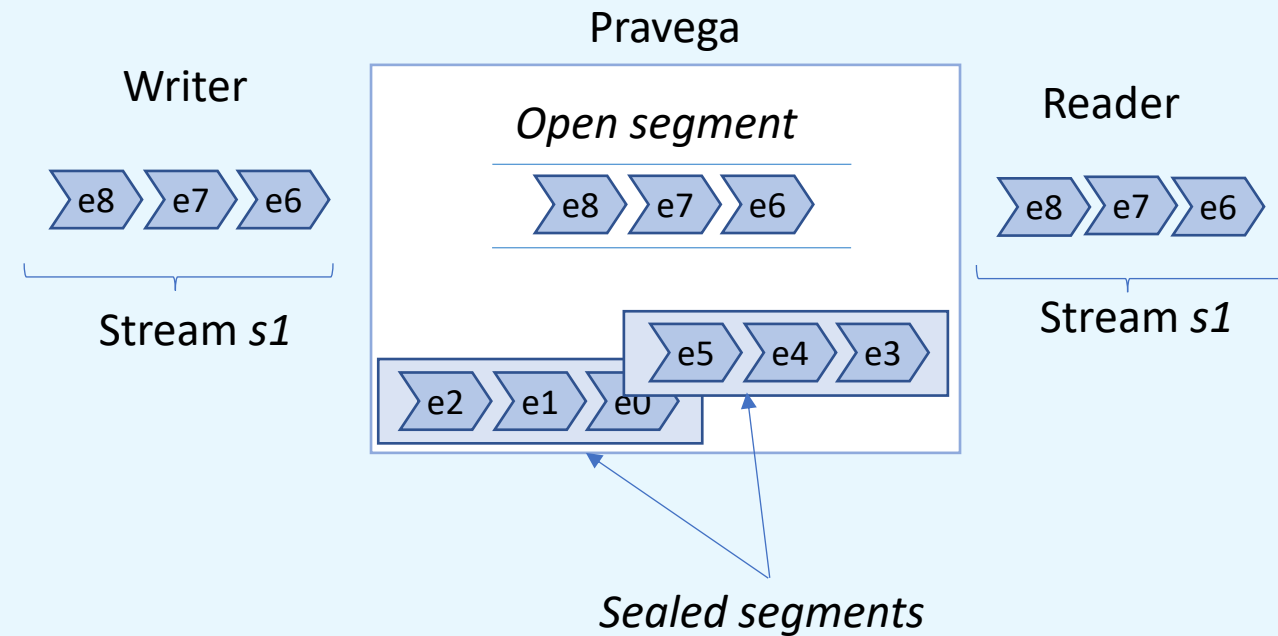 Pravega
Writer
Reader
Open segment
e8 e7 e6
e8 e7 e6
e8 e7 e6
Stream s1
Stream s1
e5 e4 e3
e2 e1 e0
Sealed segments